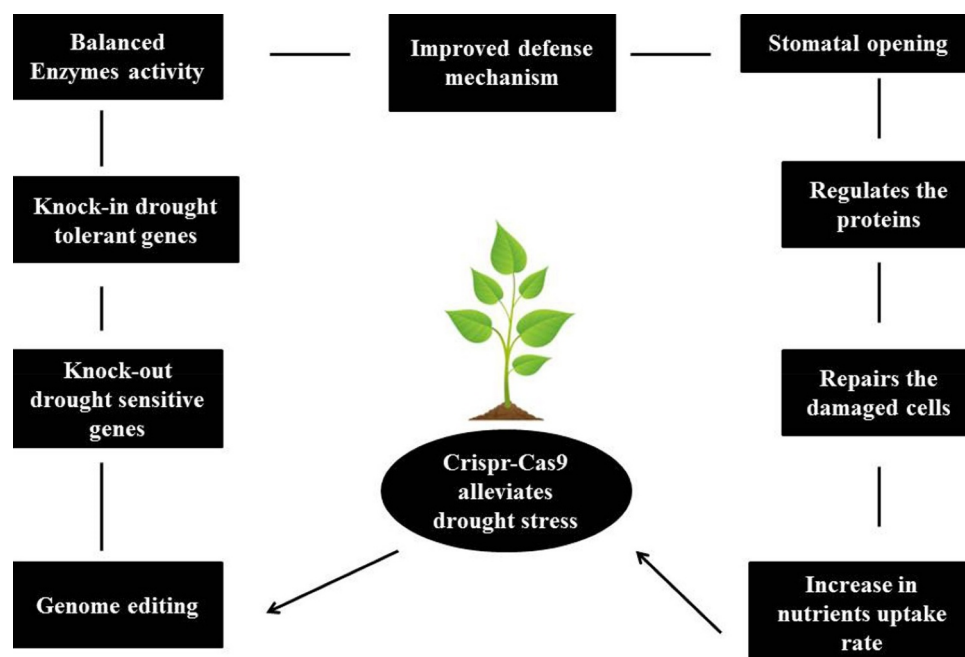 Balanced
Enzymes activity
Improved defense
mechanism
Stomatal opening
Knock-in drought
tolerant genes
Regulates the
proteins
Knock-out
drought sensitive
genes
Repairs the
damaged cells
Crispr-Cas9
alleviates
drought stress
Genome editing
Increase in
nutrients uptake
rate